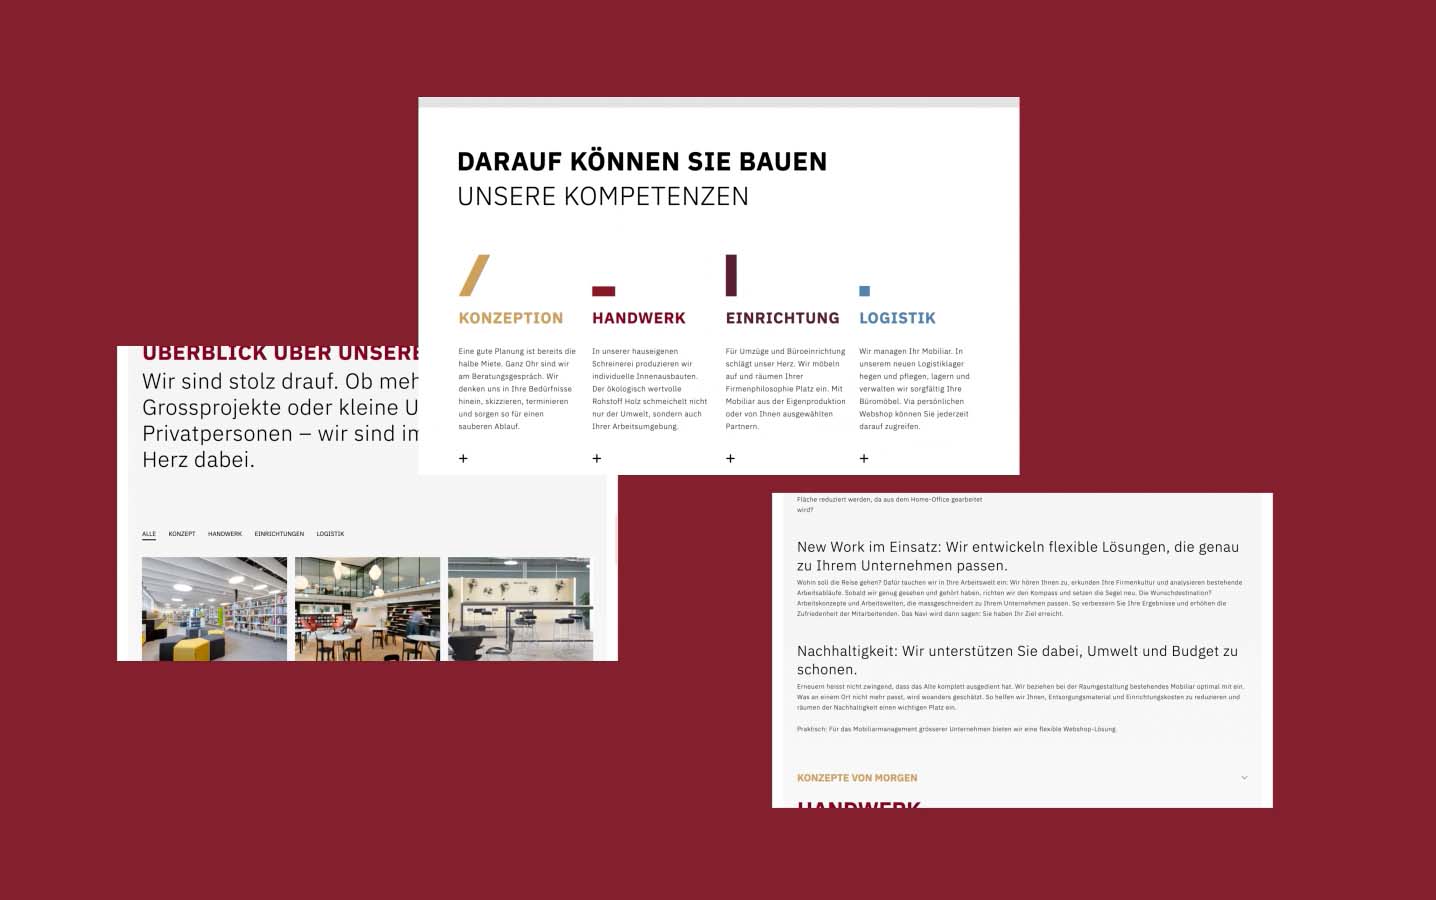 DARAUF KÖNNEN SIE BAUEN
UNSERE KOMPETENZEN
KONZEPTION
Eine gute Planung ist bereits die
halbe Miete. Ganz Ohr sind wir
am Beratungsgespräch. Wir
denken uns in Ihre Bedürfnisse
hinein, skizzieren, terminieren
und sorgen so für einen
sauberen Ablauf.
+
HANDWERK
In unserer hauseigenen
Schreinerei produzieren wir
individuelle Innenausbauten.
Der ökologisch wertvolle
Rohstoff Holz schmeichelt nicht
nur der Umwelt, sondern auch
Ihrer Arbeitsumgebung.
+
EINRICHTUNG
Für Umzüge und Büroeinrichtung
schlägt unser Herz. Wir möbeln
auf und räumen Ihrer
Firmenphilosophie Platz ein. Mit
Mobiliar aus der Eigenproduktion
oder von Ihnen ausgewählten
Partnern.
+
LOGISTIK
Wir managen Ihr Mobiliar. In
unserem neuen Logistiklager
hegen und pflegen, lagern und
verwalten wir sorgfältig Ihre
Büromöbel. Via persönlichen
Webshop können Sie jederzeit
darauf zugreifen.
+
ÜBERBLICK ÜBER UNSERE
Wir sind stolz drauf. Ob meh
Grossprojekte oder kleine U
Privatpersonen – wir sind im
Herz dabei.
ALLE KONZEPT HANDWERK EINRICHTUNGEN LOGISTIK
Fläche reduziert werden, da aus dem Home-Office gearbeitet
wird?
New Work im Einsatz: Wir entwickeln flexible Lösungen, die genau
zu Ihrem Unternehmen passen.
Wohin soll die Reise gehen? Dafür tauchen wir in Ihre Arbeitswelt ein: Wir hören Ihnen zu, erkunden Ihre Firmenkultur und analysieren bestehende
Arbeitsabläufe. Sobald wir genug gesehen und gehört haben, richten wir den Kompass und setzen die Segel neu. Die Wunschdestination?
Arbeitskonzepte und Arbeitswelten, die massgeschneidert zu Ihrem Unternehmen passen. So verbessern Sie Ihre Ergebnisse und erhöhen die
Zufriedenheit der Mitarbeitenden. Das Navi wird dann sagen: Sie haben Ihr Ziel erreicht.
Nachhaltigkeit: Wir unterstützen Sie dabei, Umwelt und Budget zu
schonen.
Erneuern heisst nicht zwingend, dass das Alte komplett ausgedient hat. Wir beziehen bei der Raumgestaltung bestehendes Mobiliar optimal mit ein.
Was an einem Ort nicht mehr passt, wird woanders geschätzt. So helfen wir Ihnen, Entsorgungsmaterial und Einrichtungskosten zu reduzieren und
räumen der Nachhaltigkeit einen wichtigen Platz ein.
Praktisch: Für das Mobiliarmanagement grösserer Unternehmen bieten wir eine flexible Webshop-Lösung.
KONZEPTE VON MORGEN
HANDWERK